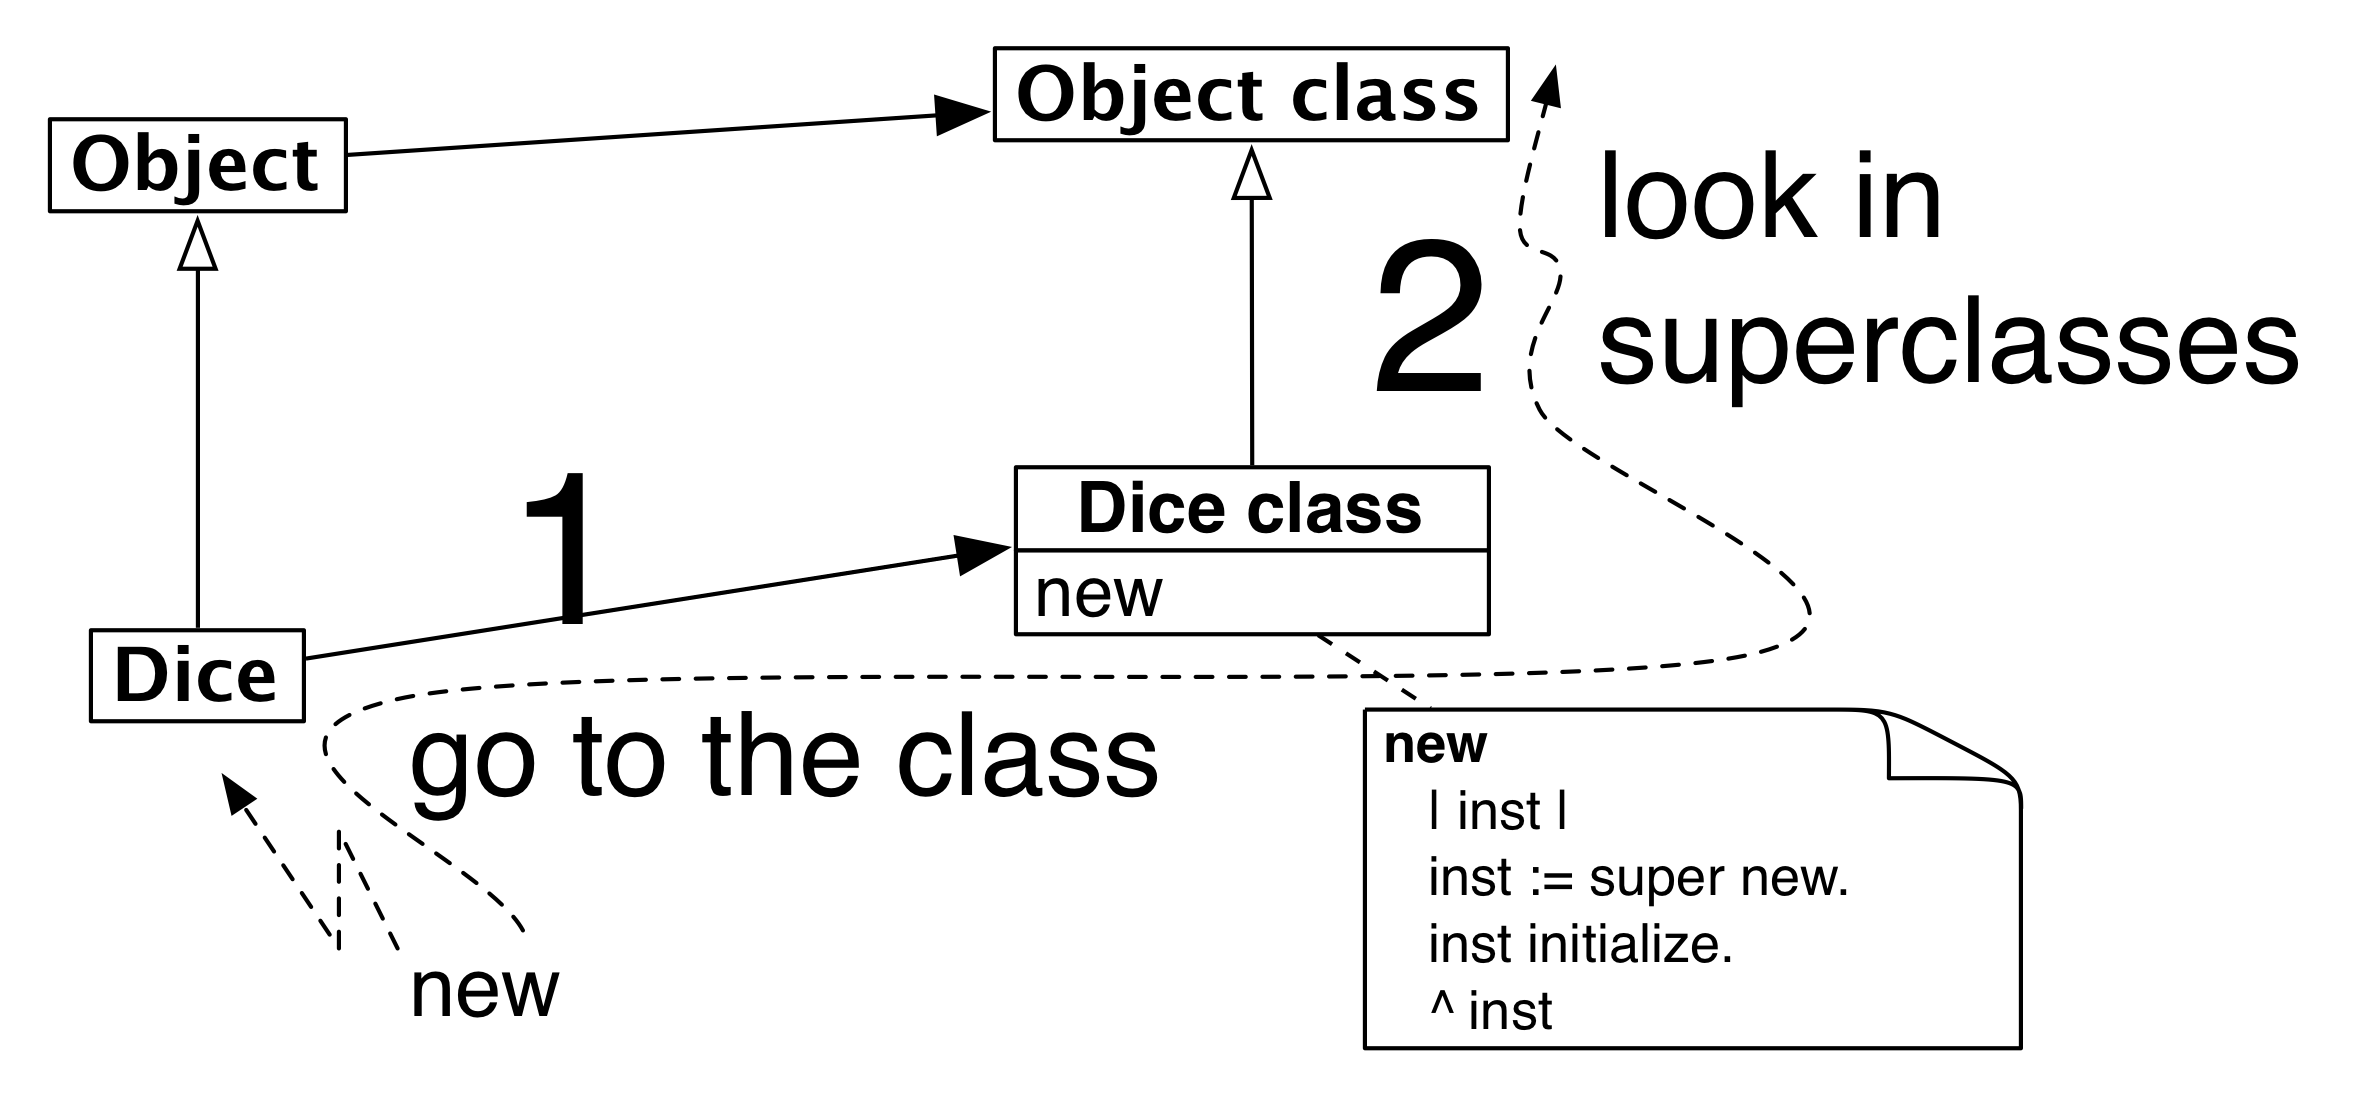 Object class
Object
look in
superclasses
2
1
Dice class
new
Dice
go to the class
new
new
| inst |
inst := super new.
inst initialize.
^ inst